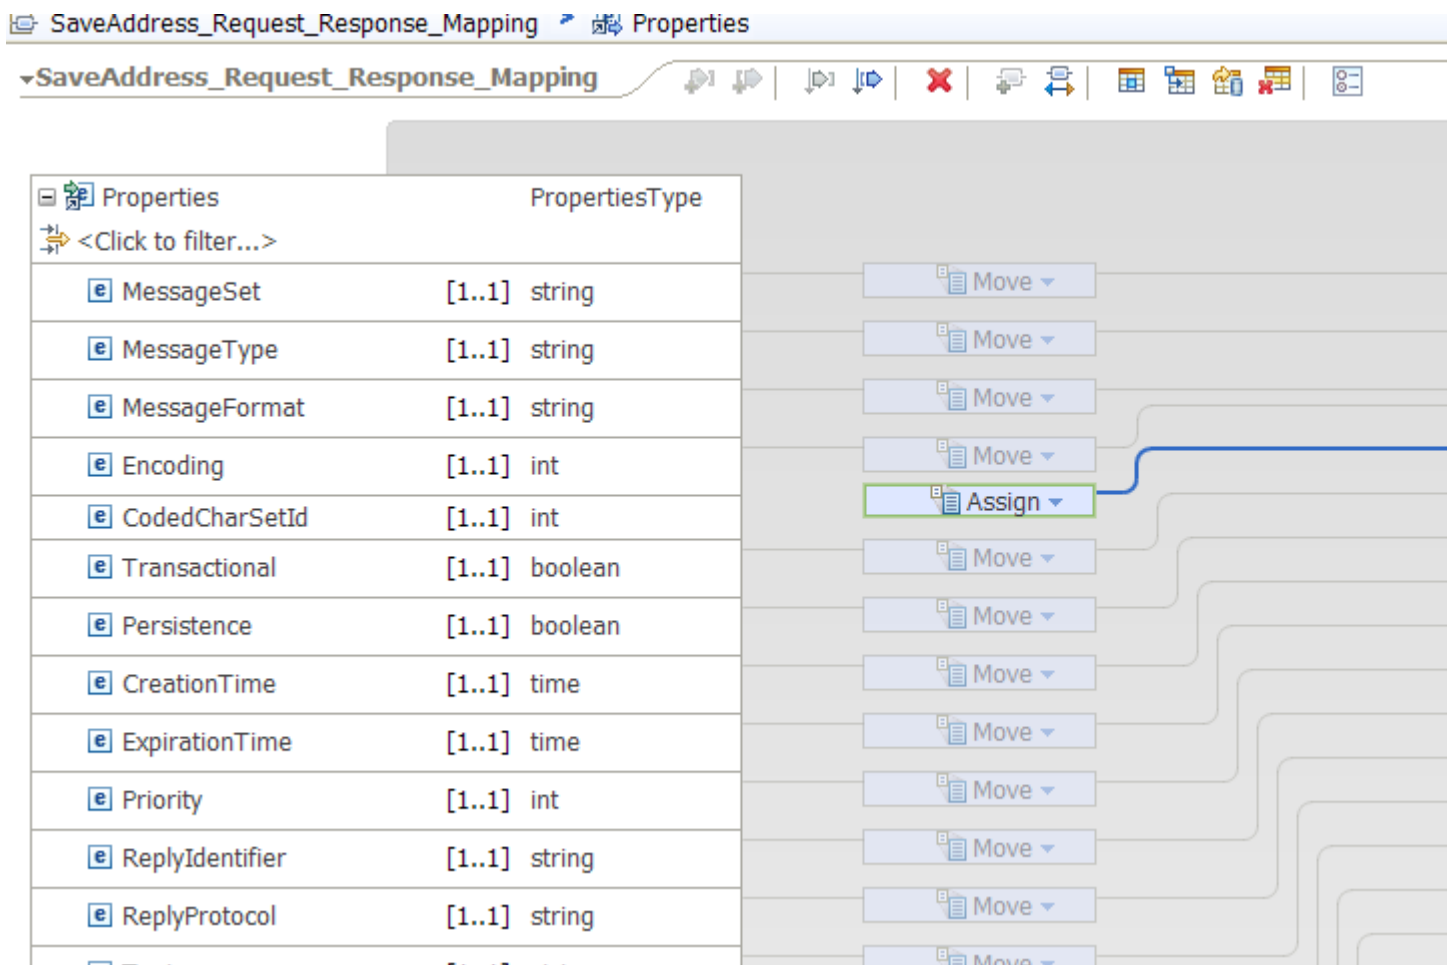 SaveAddress_Request_Response_Mapping Properties
SaveAddress_Request_Response_Mapping
Properties PropertiesType
<Click to filter...>
MessageSet [1..1] string Move
MessageType [1..1] string Move
MessageFormat [1..1] string Move
Encoding [1..1] int Move
Assign
CodedCharSetId [1..1] int
Transactional [1..1] boolean Move
Persistence [1..1] boolean Move
CreationTime [1..1] time Move
ExpirationTime [1..1] time Move
Priority [1..1] int Move
ReplyIdentifier [1..1] string Move
ReplyProtocol [1..1] string Move
Move